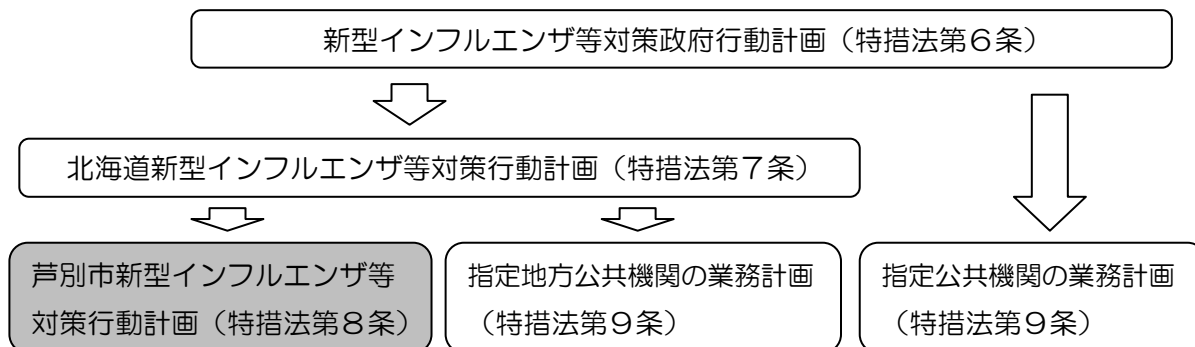 新型インフルエンザ等対策政府行動計画（特措法第６条）
北海道新型インフルエンザ等対策行動計画（特措法第７条）
芦別市新型インフルエンザ等
対策行動計画（特措法第８条）
指定地方公共機関の業務計画
（特措法第９条）
指定公共機関の業務計画
（特措法第９条）